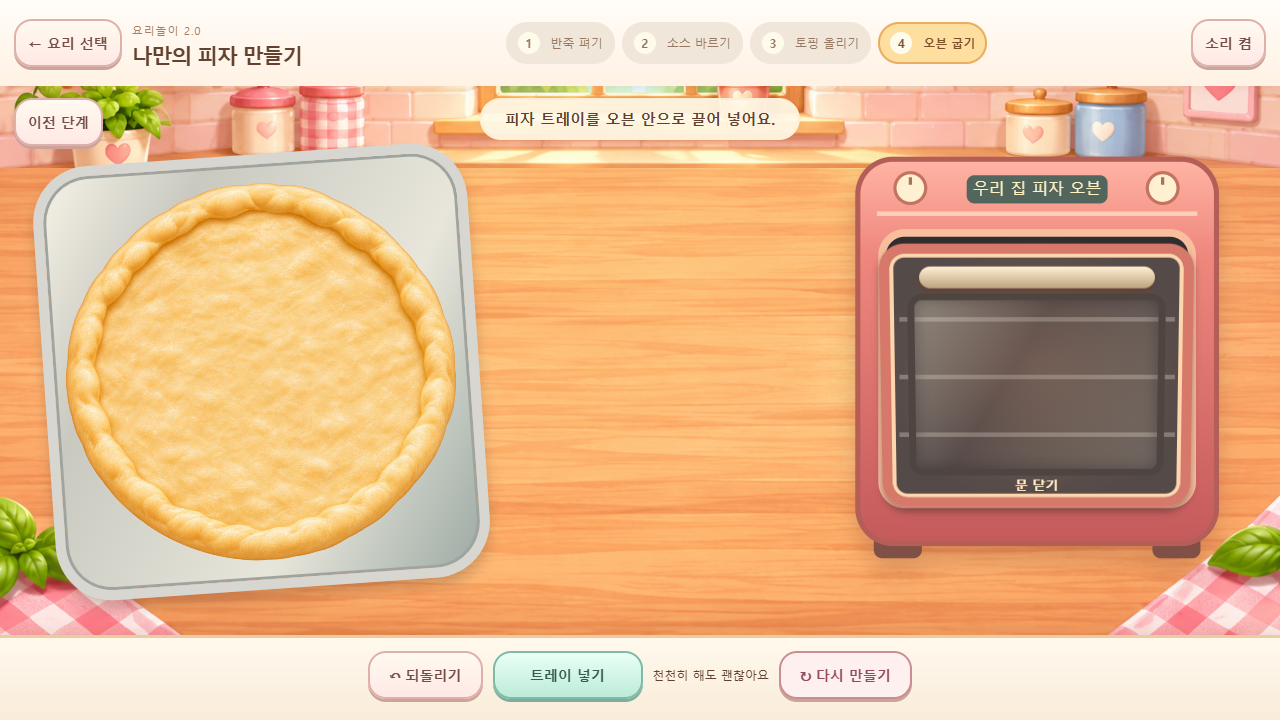 ← 요리 선택
요리놀이 2.0
나만의 피자 만들기
1 반죽 펴기
2 소스 바르기
3 토핑 올리기
4 오븐 굽기
소리 켬
이전 단계
피자 트레이를 오븐 안으로 끌어 넣어요.
우리 집 피자 오븐
문 닫기
↶ 되돌리기
트레이 넣기
천천히 해도 괜찮아요
↻ 다시 만들기